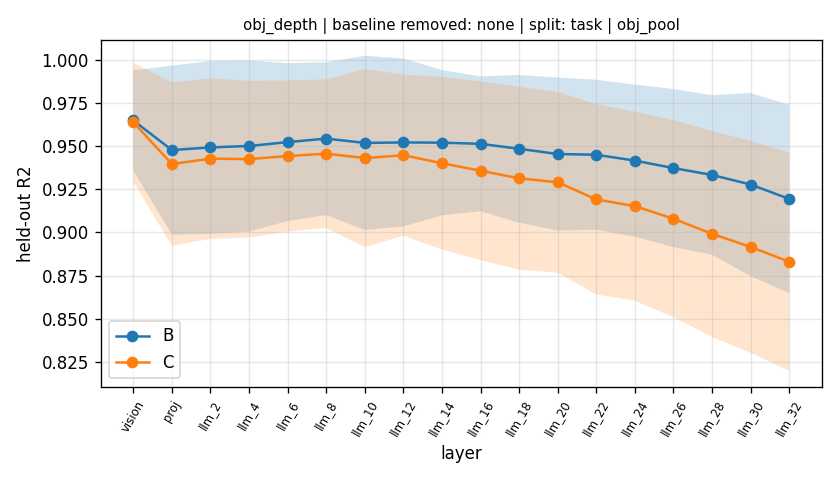 obj_depth | baseline removed: none | split: task | obj_pool
held-out R2
1.000
0.975
0.950
0.925
0.900
0.875
0.850
0.825
B
C
vision
proj
llm_2
llm_4
llm_6
llm_8
llm_10
llm_12
llm_14
llm_16
llm_18
llm_20
llm_22
llm_24
llm_26
llm_28
llm_30
llm_32
layer